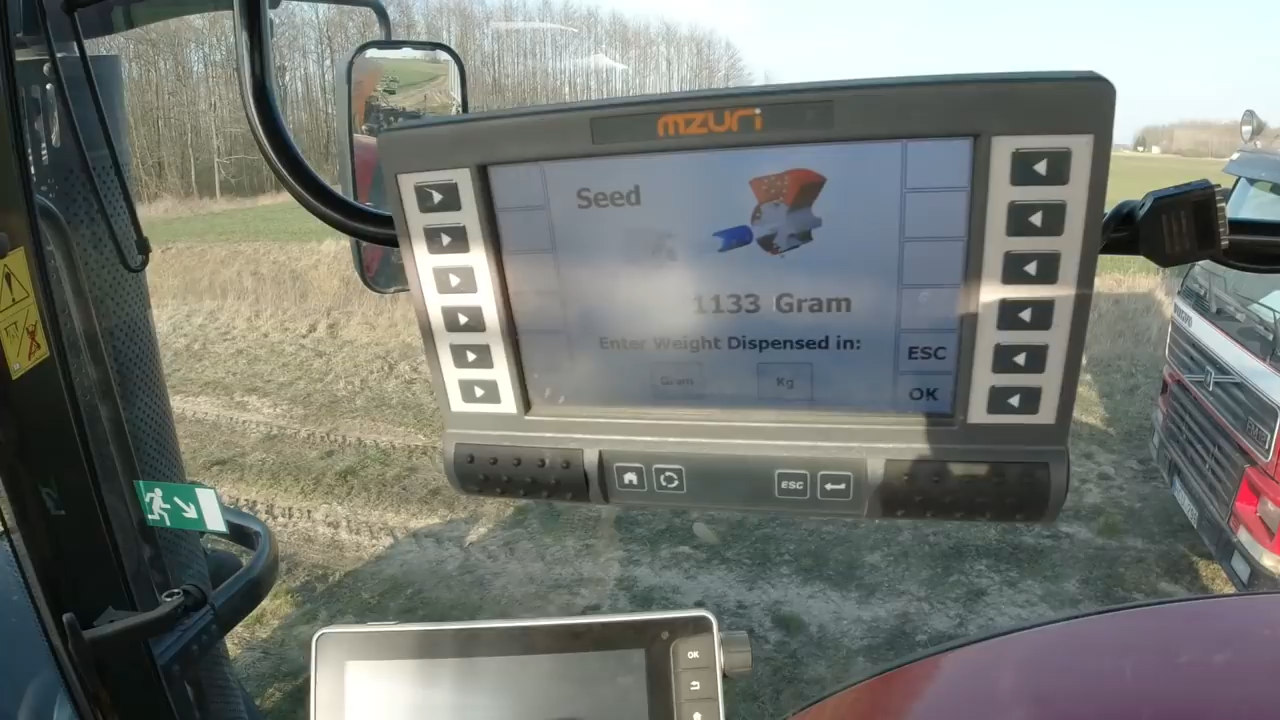 mzuri
Seed
1133 Gram
Enter Weight Dispensed in:
Gram
Kg
ESC
OK
ESC
OK